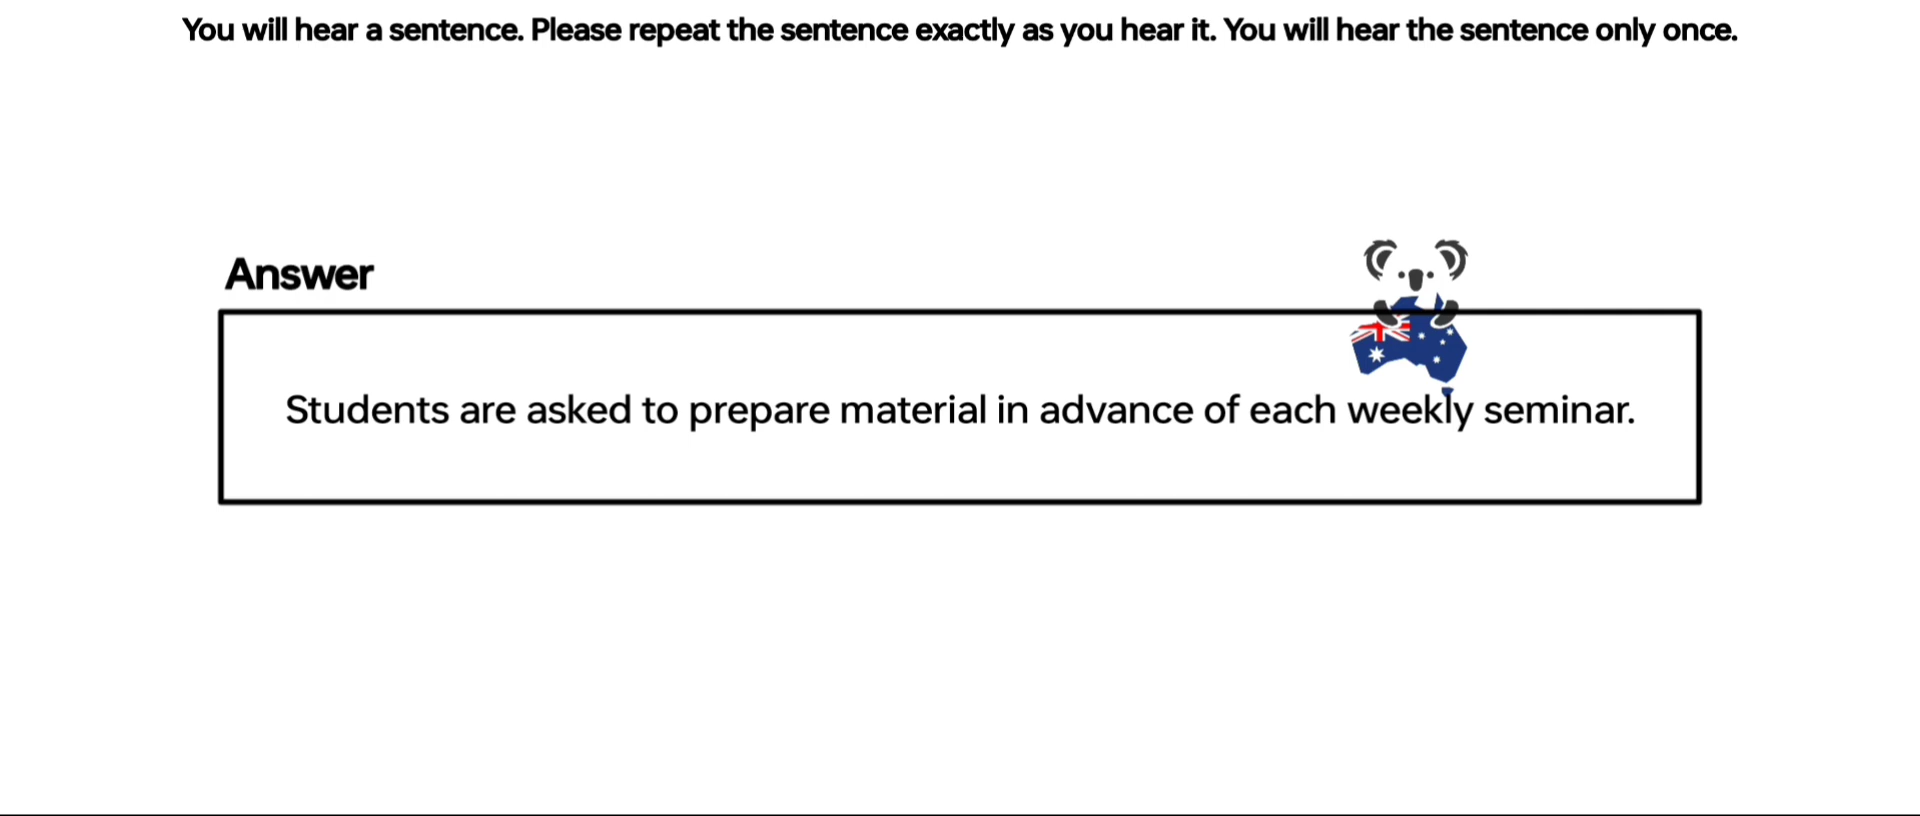 You will hear a sentence. Please repeat the sentence exactly as you hear it. You will hear the sentence only once.
Answer
Students are asked to prepare material in advance of each weekly seminar.